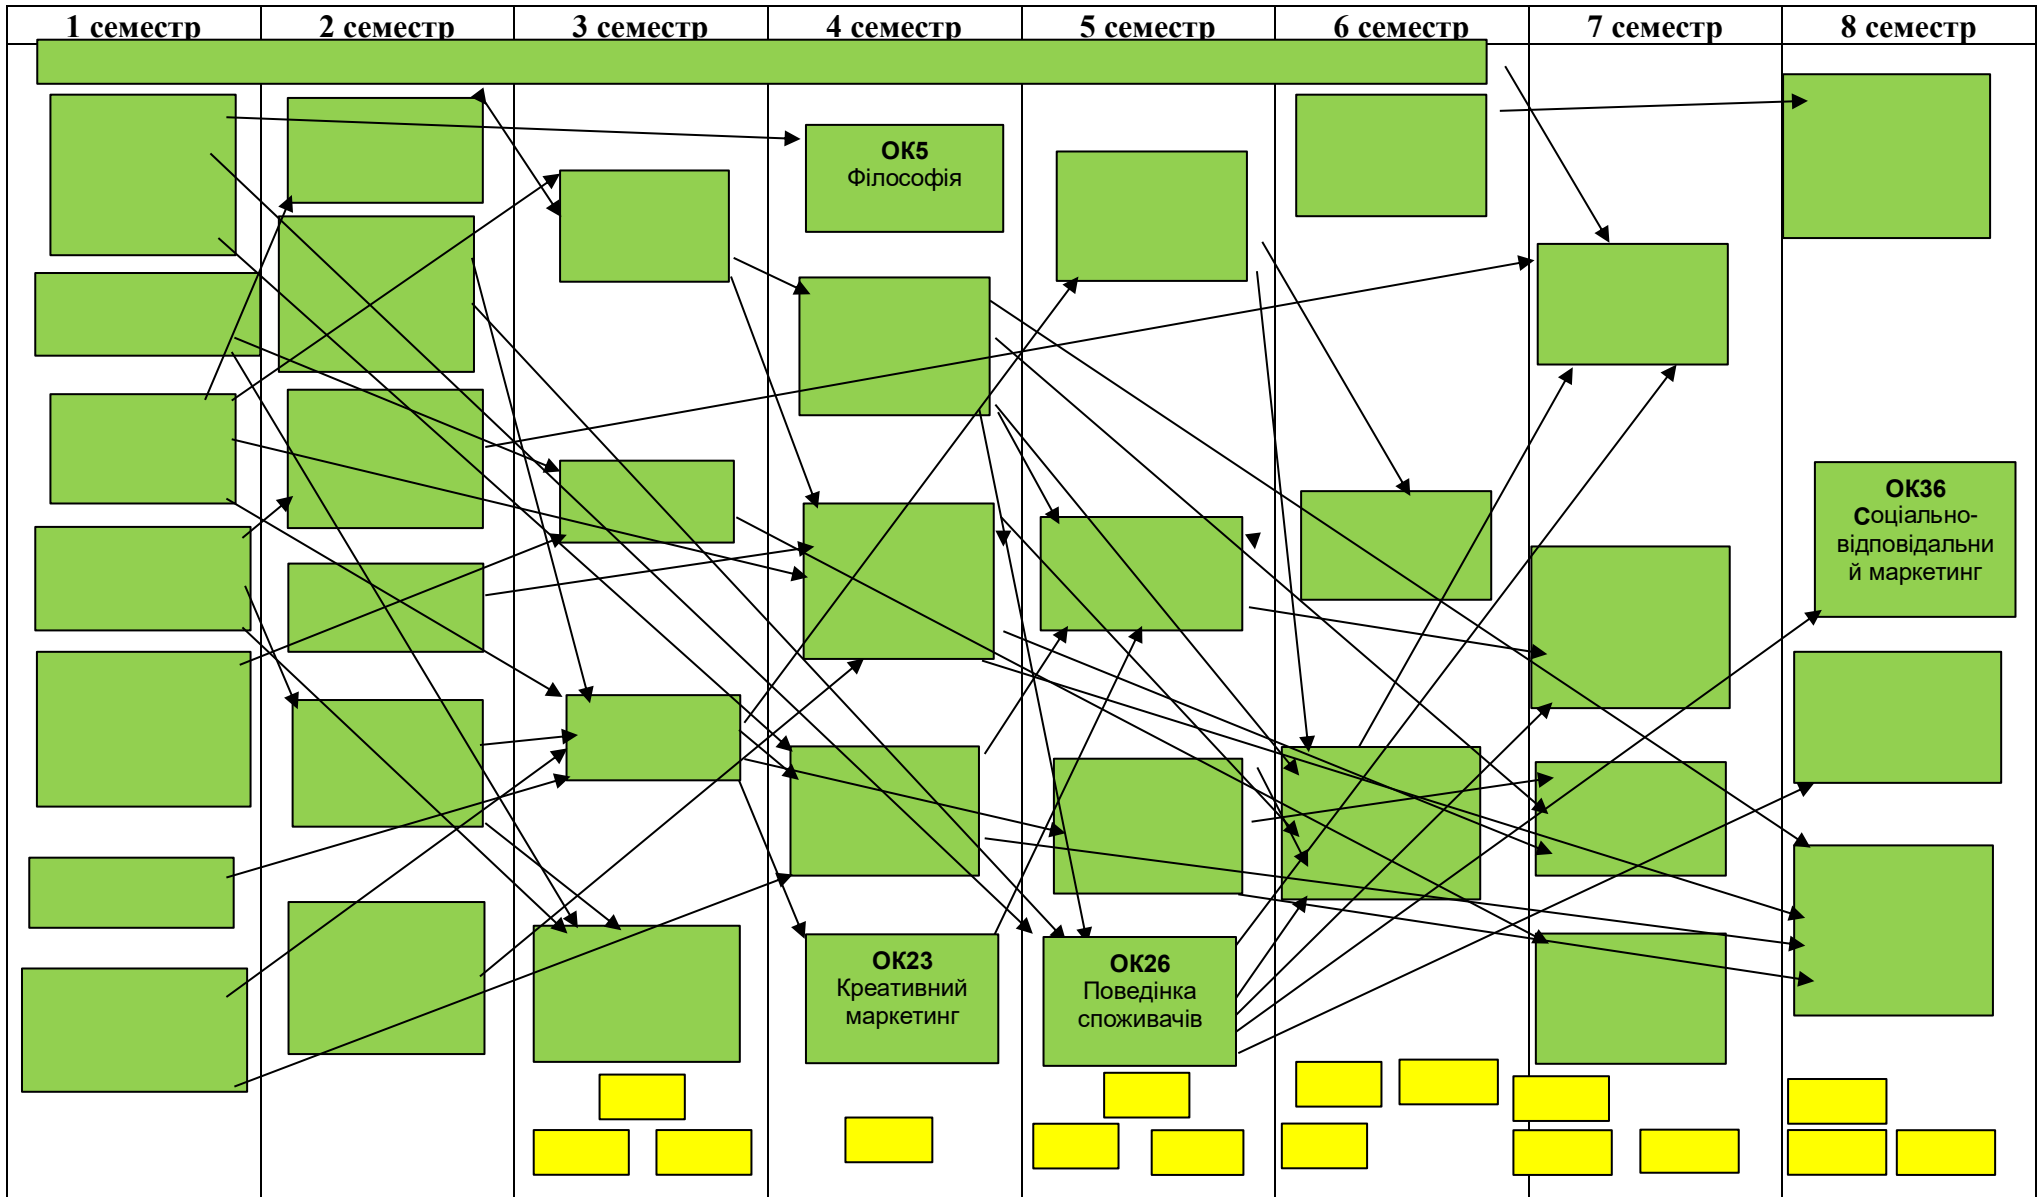 1 семестр
2 семестр
3 семестр
4 семестр
5 семестр
6 семестр
7 семестр
8 семестр
ОК5
Філософія
ОК36
Соціально-
відповідальни
й маркетинг
ОК23
Креативний
маркетинг
ОК26
Поведінка
споживачів